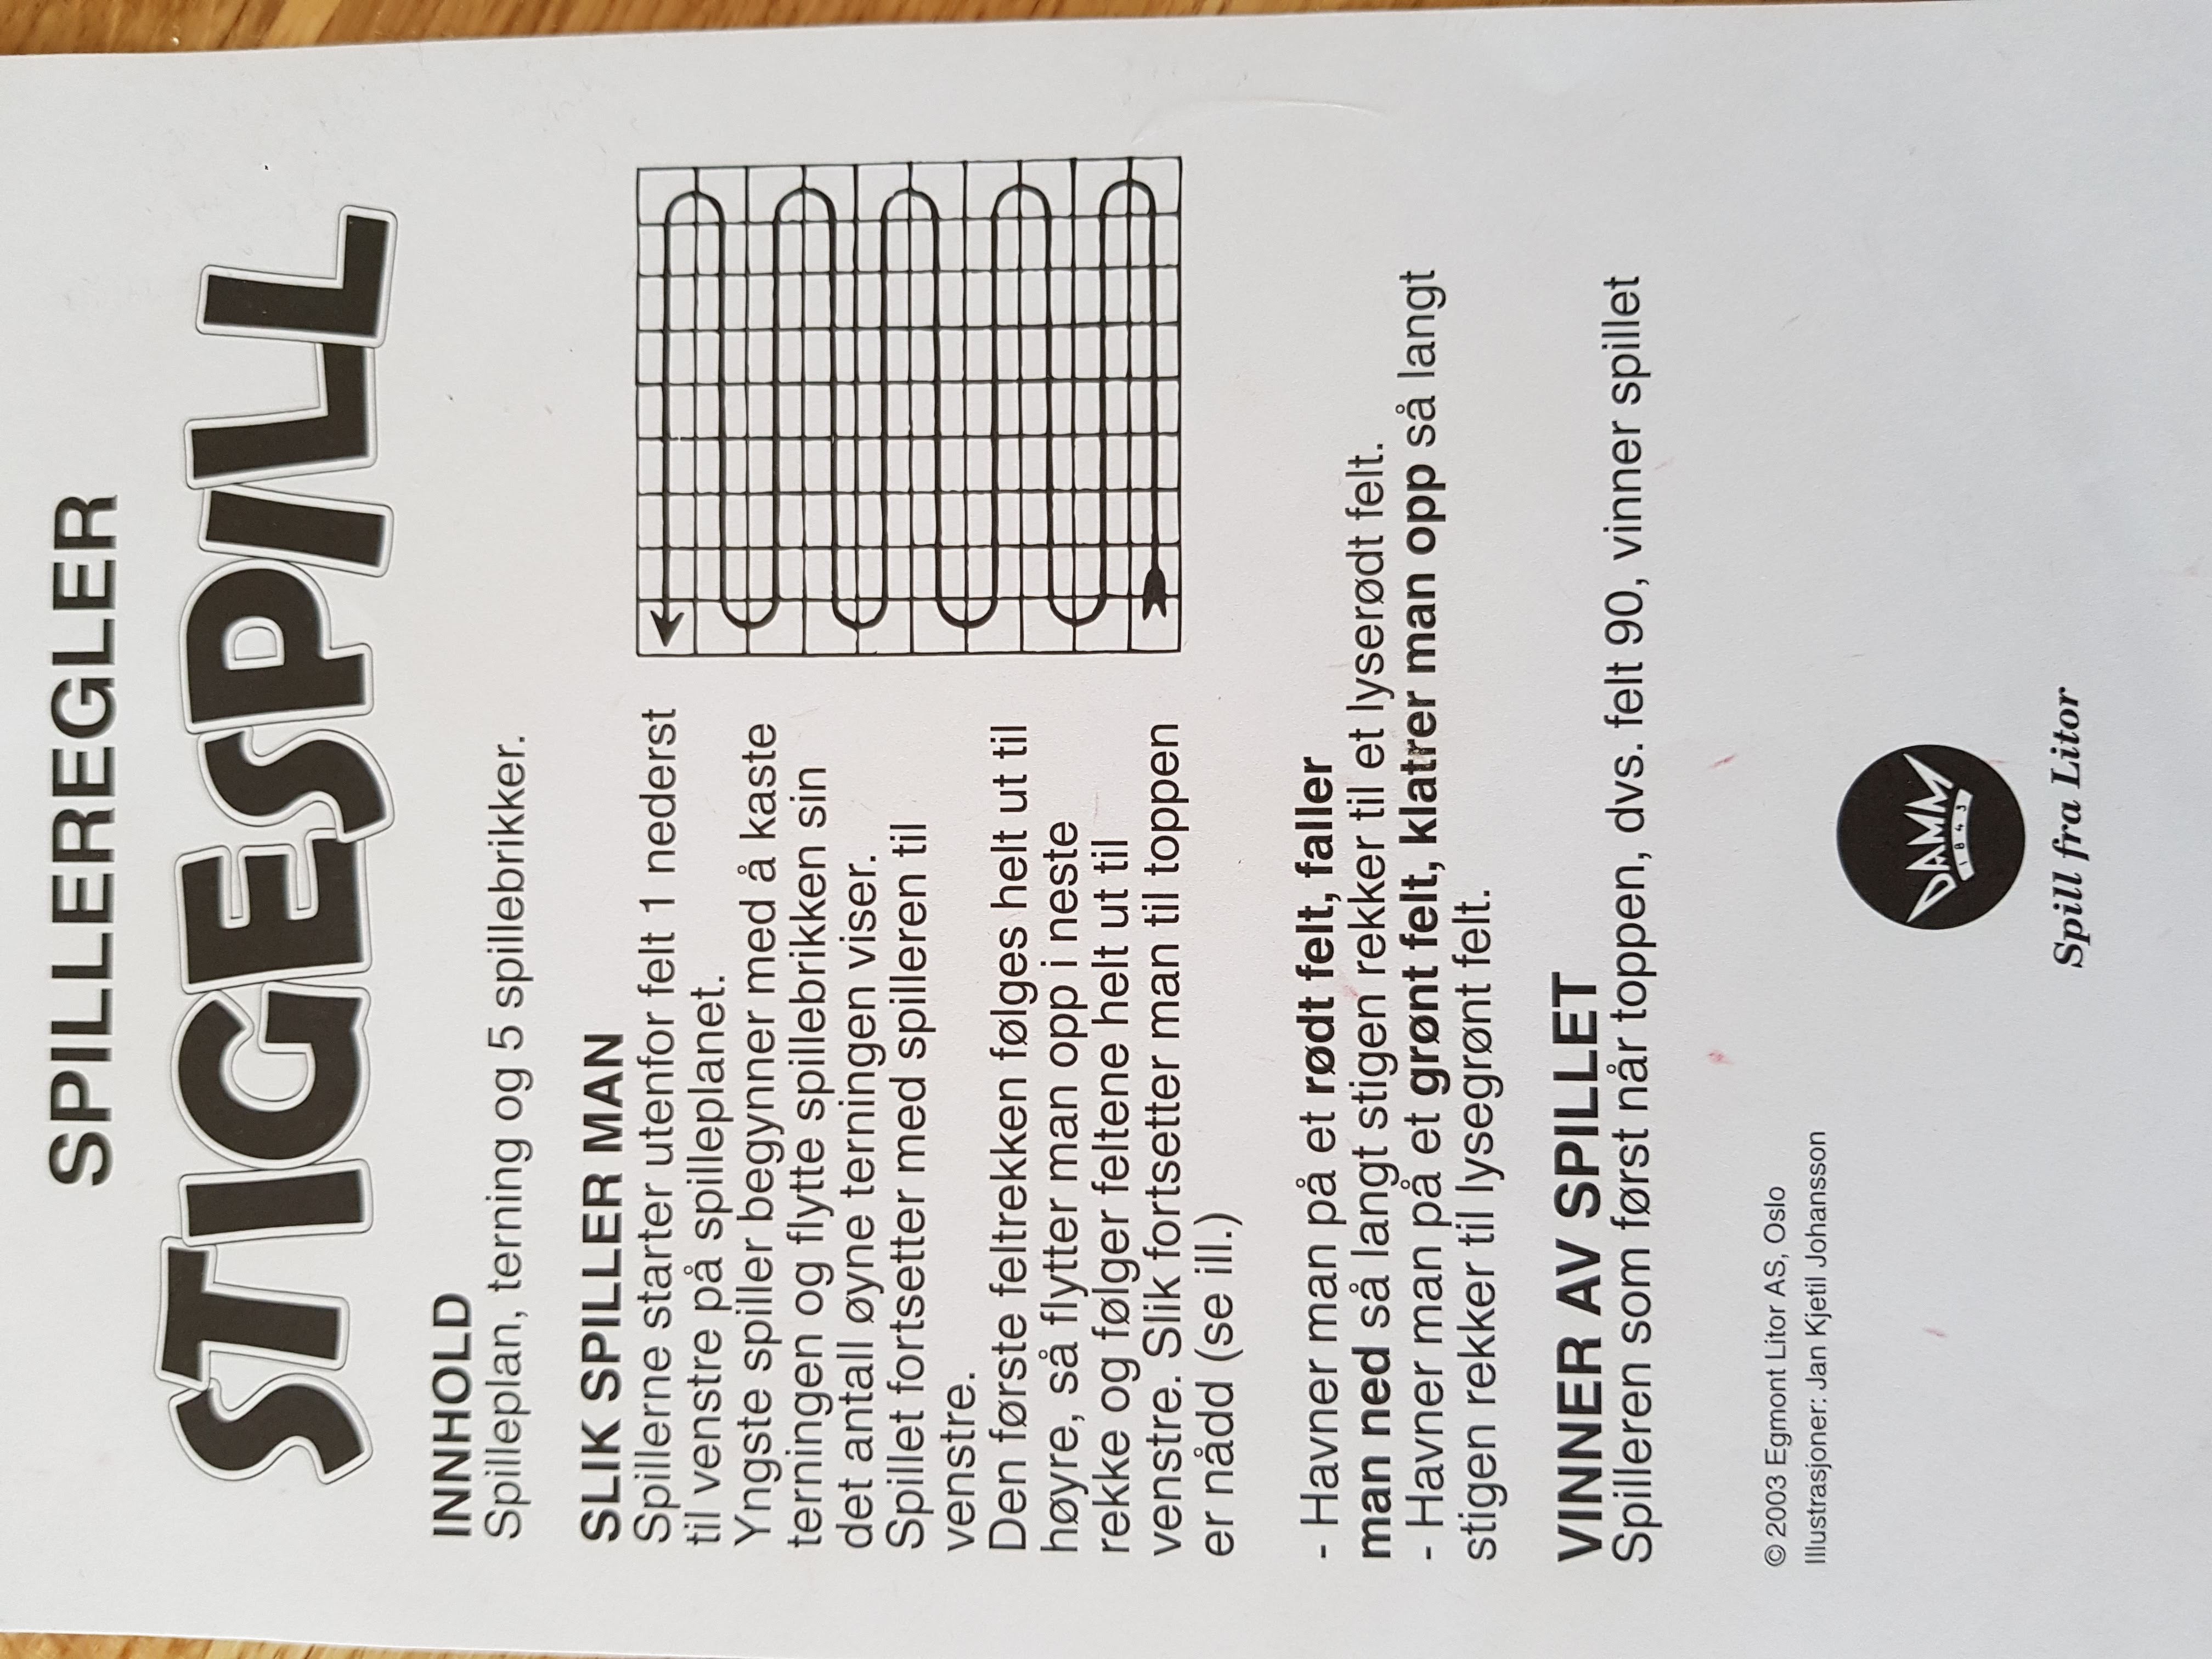 SPILLEREGLER
STIGESPILL
INNHOLD
Spilleplan, terning og 5 spillebrikker.
SLIK SPILLER MAN
Spillerne starter utenfor felt 1 nederst
til venstre på spilleplanet.
Yngste spiller begynner med å kaste
terningen og flytte spillebrikken sin
det antall øyne terningen viser.
Spillet fortsetter med spilleren til
venstre.
Den første feltrekken følges helt ut til
høyre, så flytter man opp i neste
rekke og følger feltene helt ut til
venstre. Slik fortsetter man til toppen
er nådd (se ill.)
- Havner man på et rødt felt, faller
man ned så langt stigen rekker til et lyserødt felt.
- Havner man på et grønt felt, klatrer man opp så langt
stigen rekker til lysegrønt felt.
VINNER AV SPILLET
Spilleren som først når toppen, dvs. felt 90, vinner spillet
© 2003 Egmont Litor AS, Oslo
Illustrasjoner: Jan Kjetil Johansson
DAMM
1843
Spill fra Litor